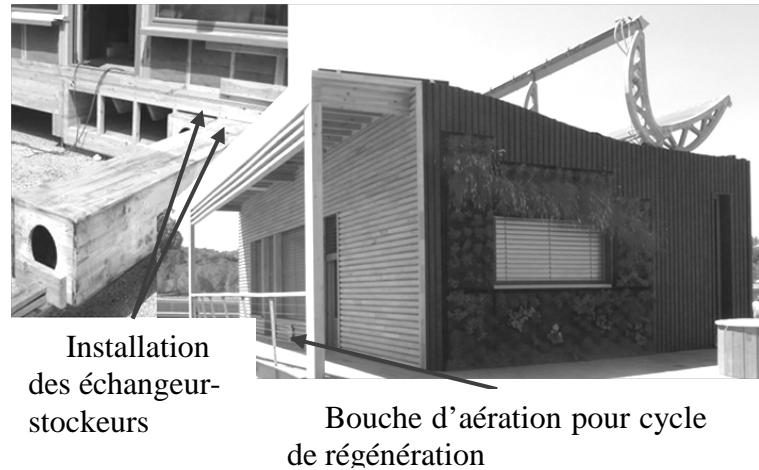 Installation
des échangeur-
stockeurs
Bouche d'aération pour cycle
de régénération